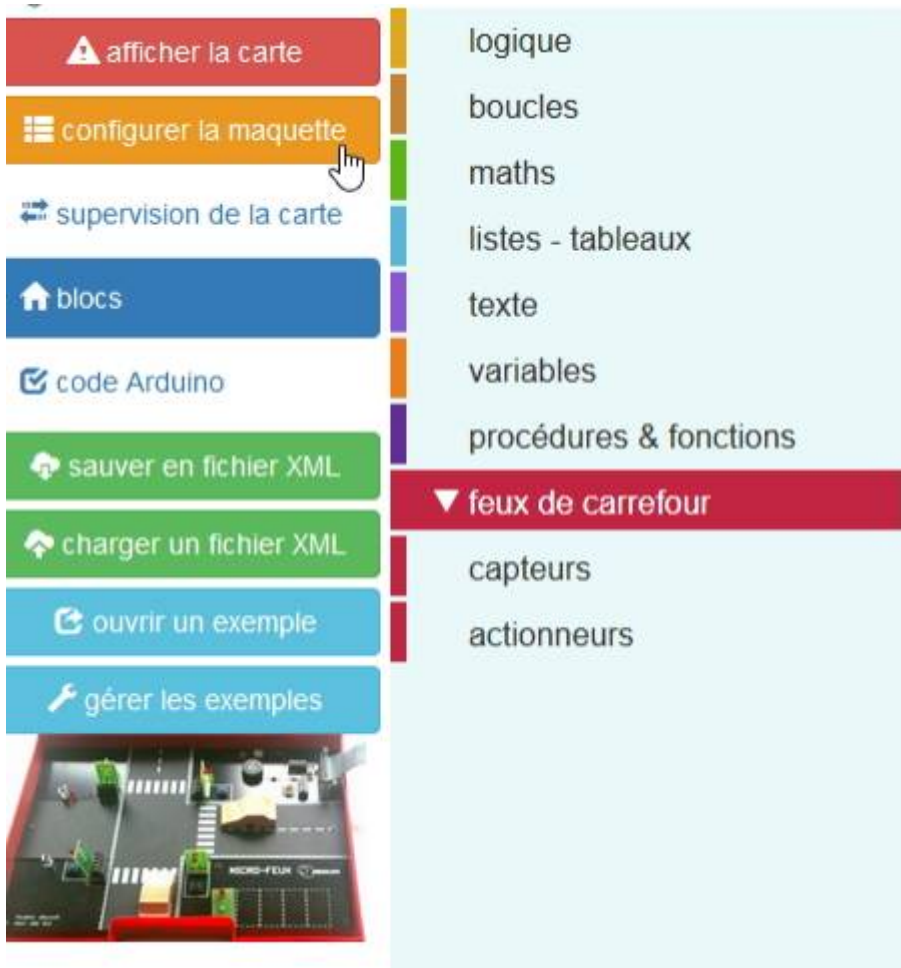 afficher la carte
configurer la maquette
supervision de la carte
blocs
code Arduino
sauver en fichier XML
charger un fichier XML
ouvrir un exemple
gérer les exemples
MICRO-FEUX
logique
boucles
maths
listes - tableaux
texte
variables
procédures & fonctions
feux de carrefour
capteurs
actionneurs